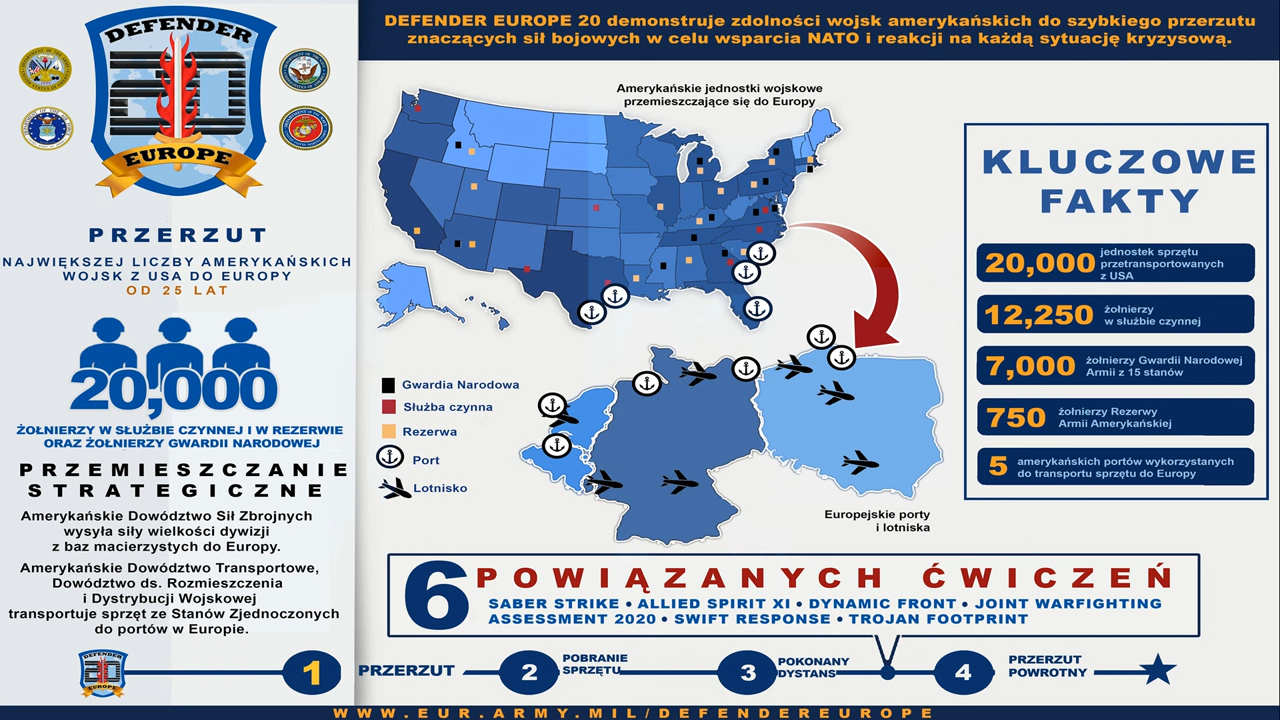 DEFENDER
20
EUROPE
PRZERZUT
NAJWIĘKSZEJ LICZBY AMERYKAŃSKICH
WOJSK Z USA DO EUROPY
OD 25 LAT
20,000
ŻOŁNIERZY W SŁUŻBIE CZYNNEJ I W REZERWIE
ORAZ ŻOŁNIERZY GWARDII NARODOWEJ
PRZEMIESZCZANIE
STRATEGICZNE
Amerykańskie Dowództwo Sił Zbrojnych
wysyła siły wielkości dywizji
z baz macierzystych do Europy.
Amerykańskie Dowództwo Transportowe,
Dowództwo ds. Rozmieszczenia
i Dystrybucji Wojskowej
transportuje sprzęt ze Stanów Zjednoczonych
do portów w Europie.
DEFENDER EUROPE 20 demonstruje zdolności wojsk amerykańskich do szybkiego przerzutu
znaczących sił bojowych w celu wsparcia NATO i reakcji na każdą sytuację kryzysową.
Amerykańskie jednostki wojskowe
przemieszczające się do Europy
Gwardia Narodowa
Służba czynna
Rezerwa
Port
Lotnisko
Europejskie porty
i lotniska
KLUCZOWE
FAKTY
20,000 jednostek sprzętu
przetransportowanych
z USA
12,250 żołnierzy
w służbie czynnej
7,000 żołnierzy Gwardii Narodowej
Armii z 15 stanów
750 żołnierzy Rezerwy
Armii Amerykańskiej
5 amerykańskich portów wykorzystanych
do transportu sprzętu do Europy
6 POWIĄZANYCH ĆWICZEŃ
SABER STRIKE • ALLIED SPIRIT XI • DYNAMIC FRONT • JOINT WARFIGHTING
ASSESSMENT 2020 • SWIFT RESPONSE • TROJAN FOOTPRINT
DEFENDER
20
EUROPE
1 PRZERZUT
2 POBRANIE
SPRZĘTU
3 POKONANY
DYSTANS
4 PRZERZUT
POWROTNY
WWW.EUR.ARMY.MIL/DEFENDEREUROPE